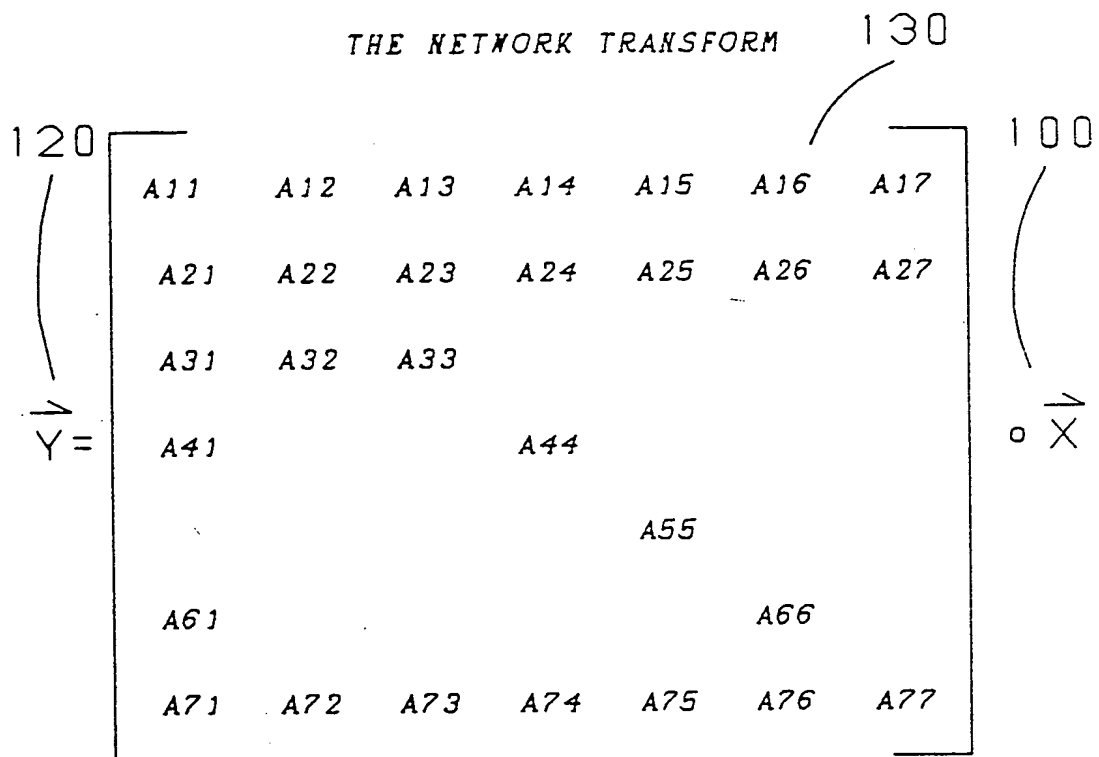 THE NETWORK TRANSFORM 130
120 100
A11 A12 A13 A14 A15 A16 A17
A21 A22 A23 A24 A25 A26 A27
A31 A32 A33
Y= A41 A44 o X
A55
A61 A66
A71 A72 A73 A74 A75 A76 A77